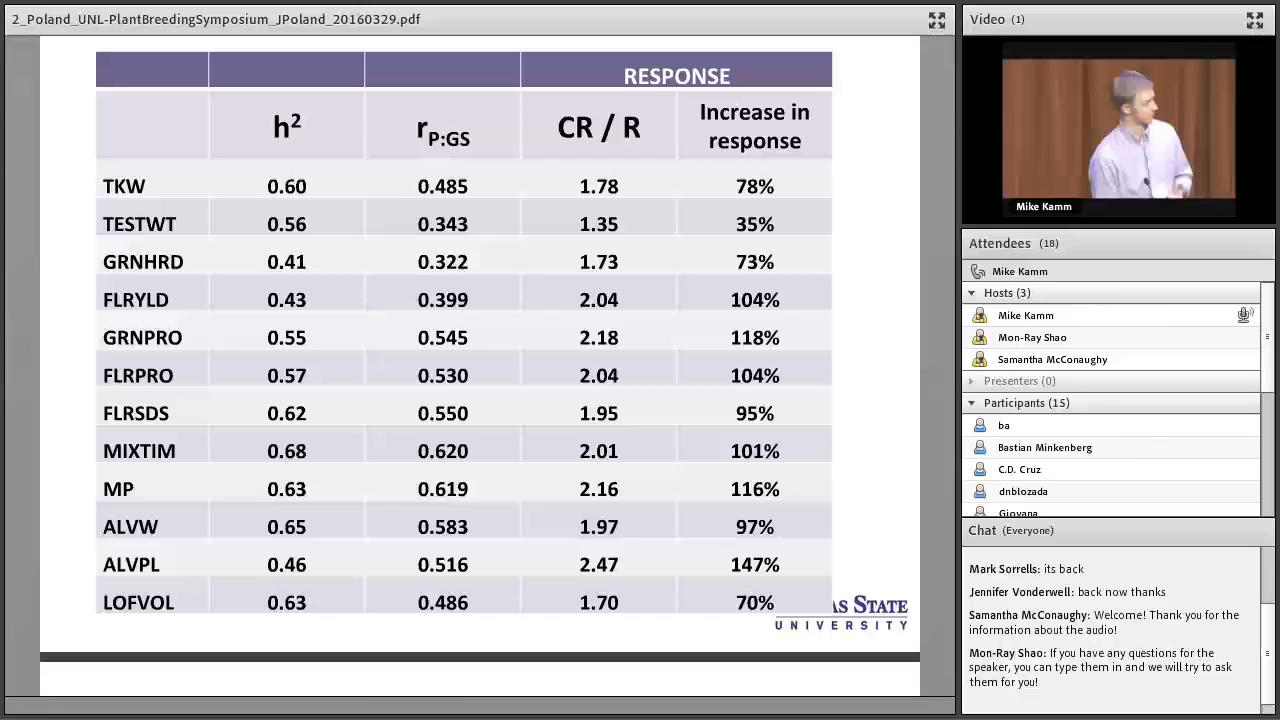 2_Poland_UNL-PlantBreedingSymposium_JPoland_20160329.pdf
RESPONSE
h² rP:GS CR / R Increase in response
TKW 0.60 0.485 1.78 78%
TESTWT 0.56 0.343 1.35 35%
GRNHRD 0.41 0.322 1.73 73%
FLRYLD 0.43 0.399 2.04 104%
GRNPRO 0.55 0.545 2.18 118%
FLRPRO 0.57 0.530 2.04 104%
FLRSDS 0.62 0.550 1.95 95%
MIXTIM 0.68 0.620 2.01 101%
MP 0.63 0.619 2.16 116%
ALVW 0.65 0.583 1.97 97%
ALVPL 0.46 0.516 2.47 147%
LOFVOL 0.63 0.486 1.70 70%
AS STATE
UNIVERSITY
Video (1)
Mike Kamm
Attendees (18)
Mike Kamm
Hosts (3)
Mike Kamm
Mon-Ray Shao
Samantha McConaughy
Presenters (0)
Participants (15)
ba
Bastian Minkenberg
C.D. Cruz
dnblozada
Giovana
Chat (Everyone)
Mark Sorrells: its back
Jennifer Vonderwell: back now thanks
Samantha McConaughy: Welcome! Thank you for the
information about the audio!
Mon-Ray Shao: If you have any questions for the
speaker, you can type them in and we will try to ask
them for you!